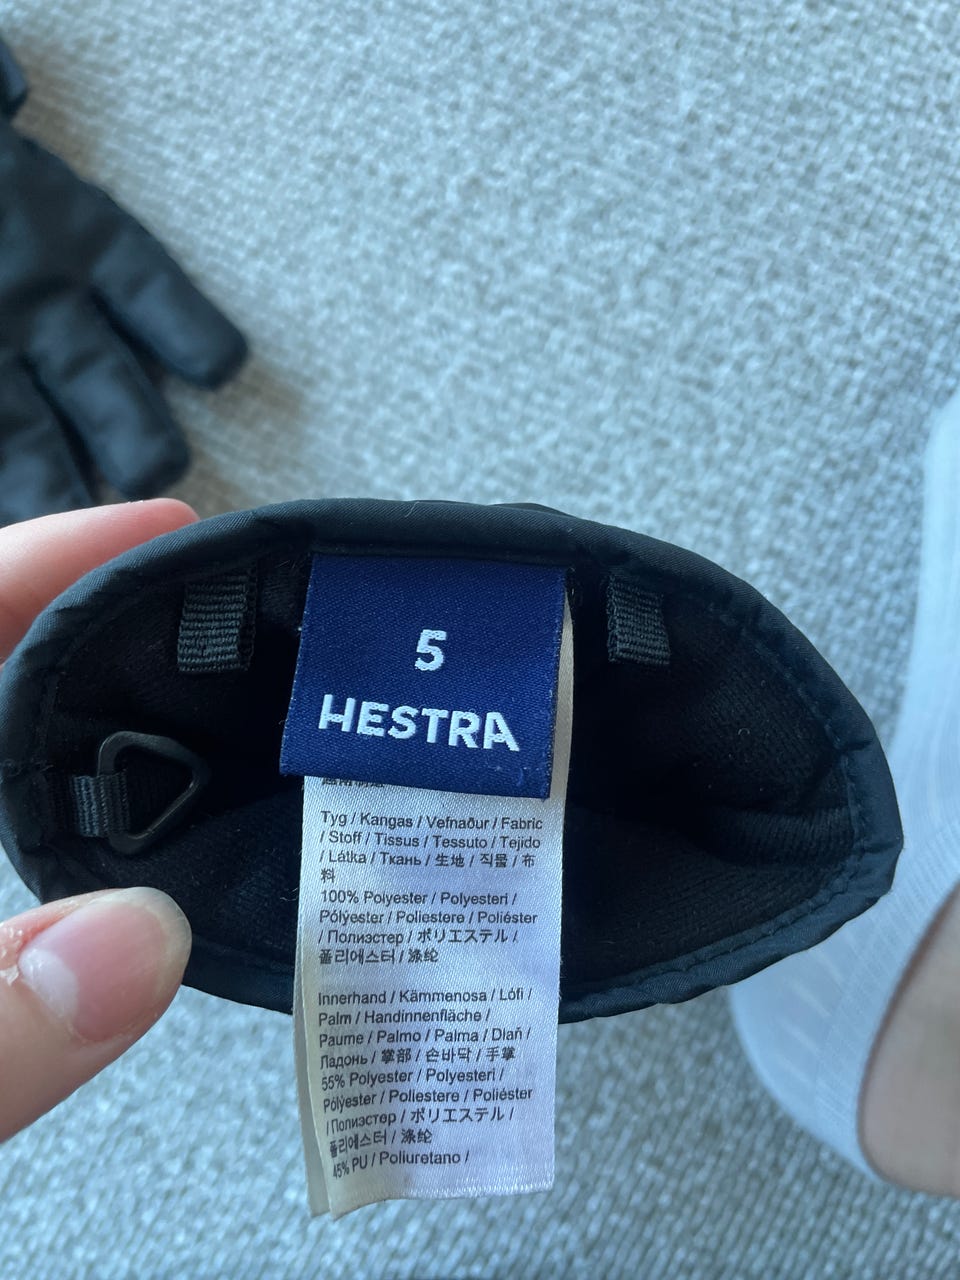 5
HESTRA
Tyg / Kangas / Vefnaður / Fabric
/ Stoff / Tissus / Tessuto / Tejido
/ Látka / Ткань / 生地 / 직물 / 布
料
100% Polyester / Polyesteri /
Pólýester / Poliestere / Poliéster
/ Полиэстер / ポリエステル /
폴리에스터 / 涤纶
Innerhand / Kämmenosa / Lófi /
Palm / Handinnenfläche /
Paume / Palmo / Palma / Dlaň /
Ладонь / 掌部 / 손바닥 / 手掌
55% Polyester / Polyesteri /
Pólýester / Poliestere / Poliéster
/ Полиэстер / ポリエステル /
폴리에스터 / 涤纶
45% PU / Poliuretano /